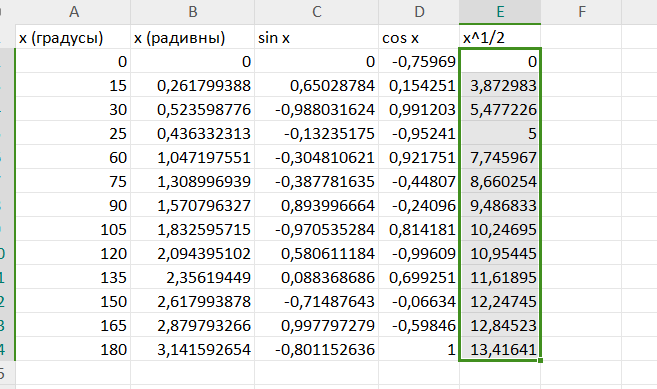 A B C D E F
x (градусы) x (радивны) sin x cos x x^1/2
0 0 0 -0,75969 0
15 0,261799388 0,65028784 0,154251 3,872983
30 0,523598776 -0,988031624 0,991203 5,477226
25 0,436332313 -0,13235175 -0,95241 5
60 1,047197551 -0,304810621 0,921751 7,745967
75 1,308996939 -0,387781635 -0,44807 8,660254
90 1,570796327 0,893996664 -0,24096 9,486833
105 1,832595715 -0,970535284 0,814181 10,24695
120 2,094395102 0,580611184 -0,99609 10,95445
135 2,35619449 0,088368686 0,699251 11,61895
150 2,617993878 -0,71487643 -0,06634 12,24745
165 2,879793266 0,997797279 -0,59846 12,84523
180 3,141592654 -0,801152636 1 13,41641